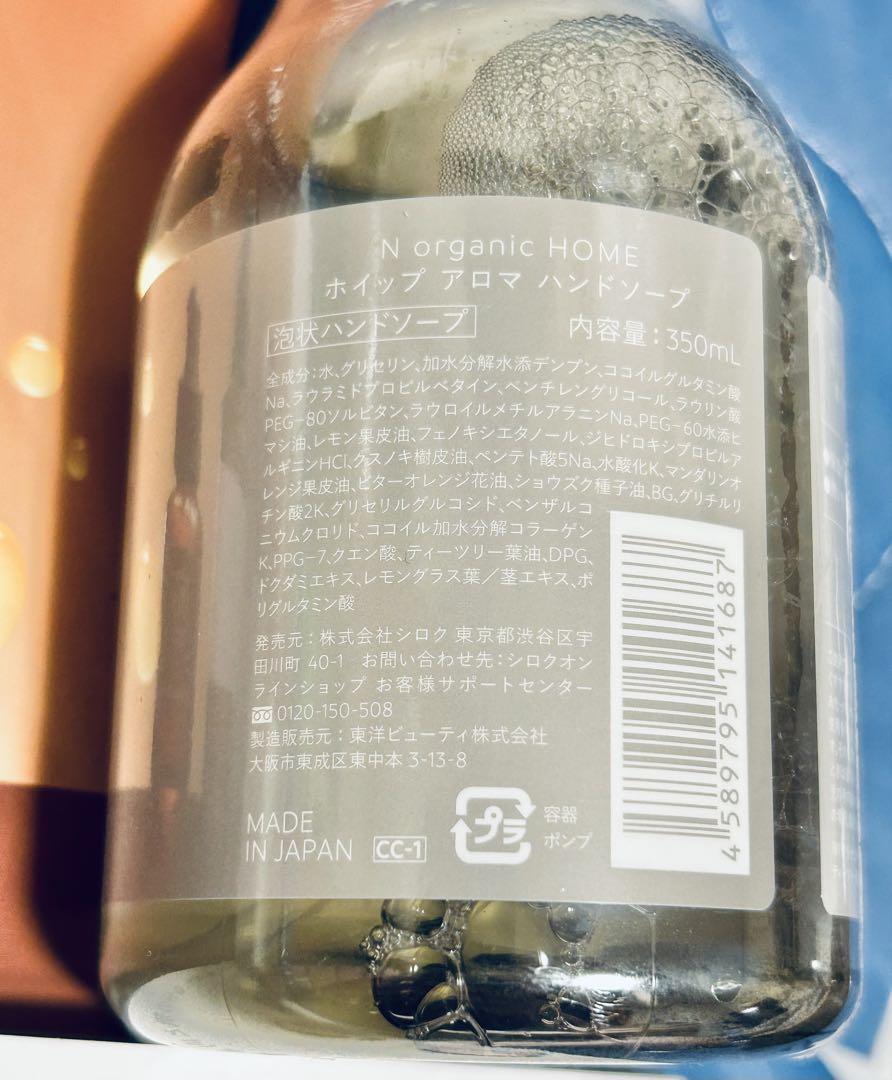 N organic HOME
ホイップ アロマ ハンドソープ
泡状ハンドソープ
内容量：350mL
全成分：水、グリセリン、加水分解水添デンプン、ココイルグルタミン酸
Na、ラウラミドプロピルベタイン、ペンチレングリコール、ラウリン酸
PEG-80ソルビタン、ラウロイルメチルアラニンNa、PEG-60水添ヒ
マシ油、レモン果皮油、フェノキシエタノール、ジヒドロキシプロピルア
ルギニンHCl、クスノキ樹皮油、ペンテト酸5Na、水酸化K、マンダリンオ
レンジ果皮油、ビターオレンジ花油、ショウズク種子油、BG、グリチルリ
チン酸2K、グリセリルグルコシド、ベンザルコ
ニウムクロリド、ココイル加水分解コラーゲン
K、PPG-7、クエン酸、ティーツリー葉油、DPG、
ドクダミエキス、レモングラス葉／茎エキス、ポ
リグルタミン酸
発売元：株式会社シロク 東京都渋谷区宇
田川町 40-1 お問い合わせ先：シロクオン
ラインショップ お客様サポートセンター
0120-150-508
製造販売元：東洋ビューティ株式会社
大阪市東成区東中本 3-13-8
MADE
IN JAPAN
CC-1
プラ
容器
ポンプ
4 589795 141687